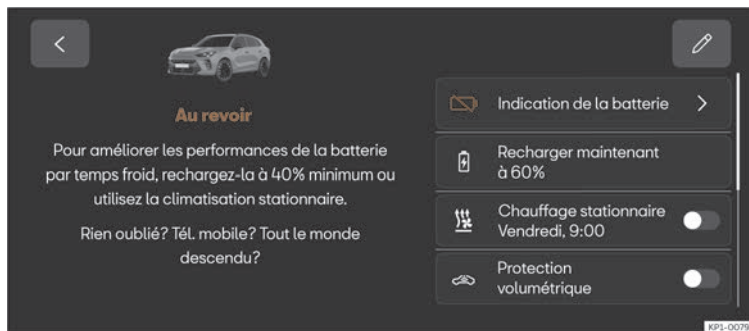 Au revoir
Pour améliorer les performances de la batterie
par temps froid, rechargez-la à 40% minimum ou
utilisez la climatisation stationnaire.
Rien oublié? Tél. mobile? Tout le monde
descendu?
Indication de la batterie
Recharger maintenant
à 60%
Chauffage stationnaire
Vendredi, 9:00
Protection
volumétrique
KP1-0079